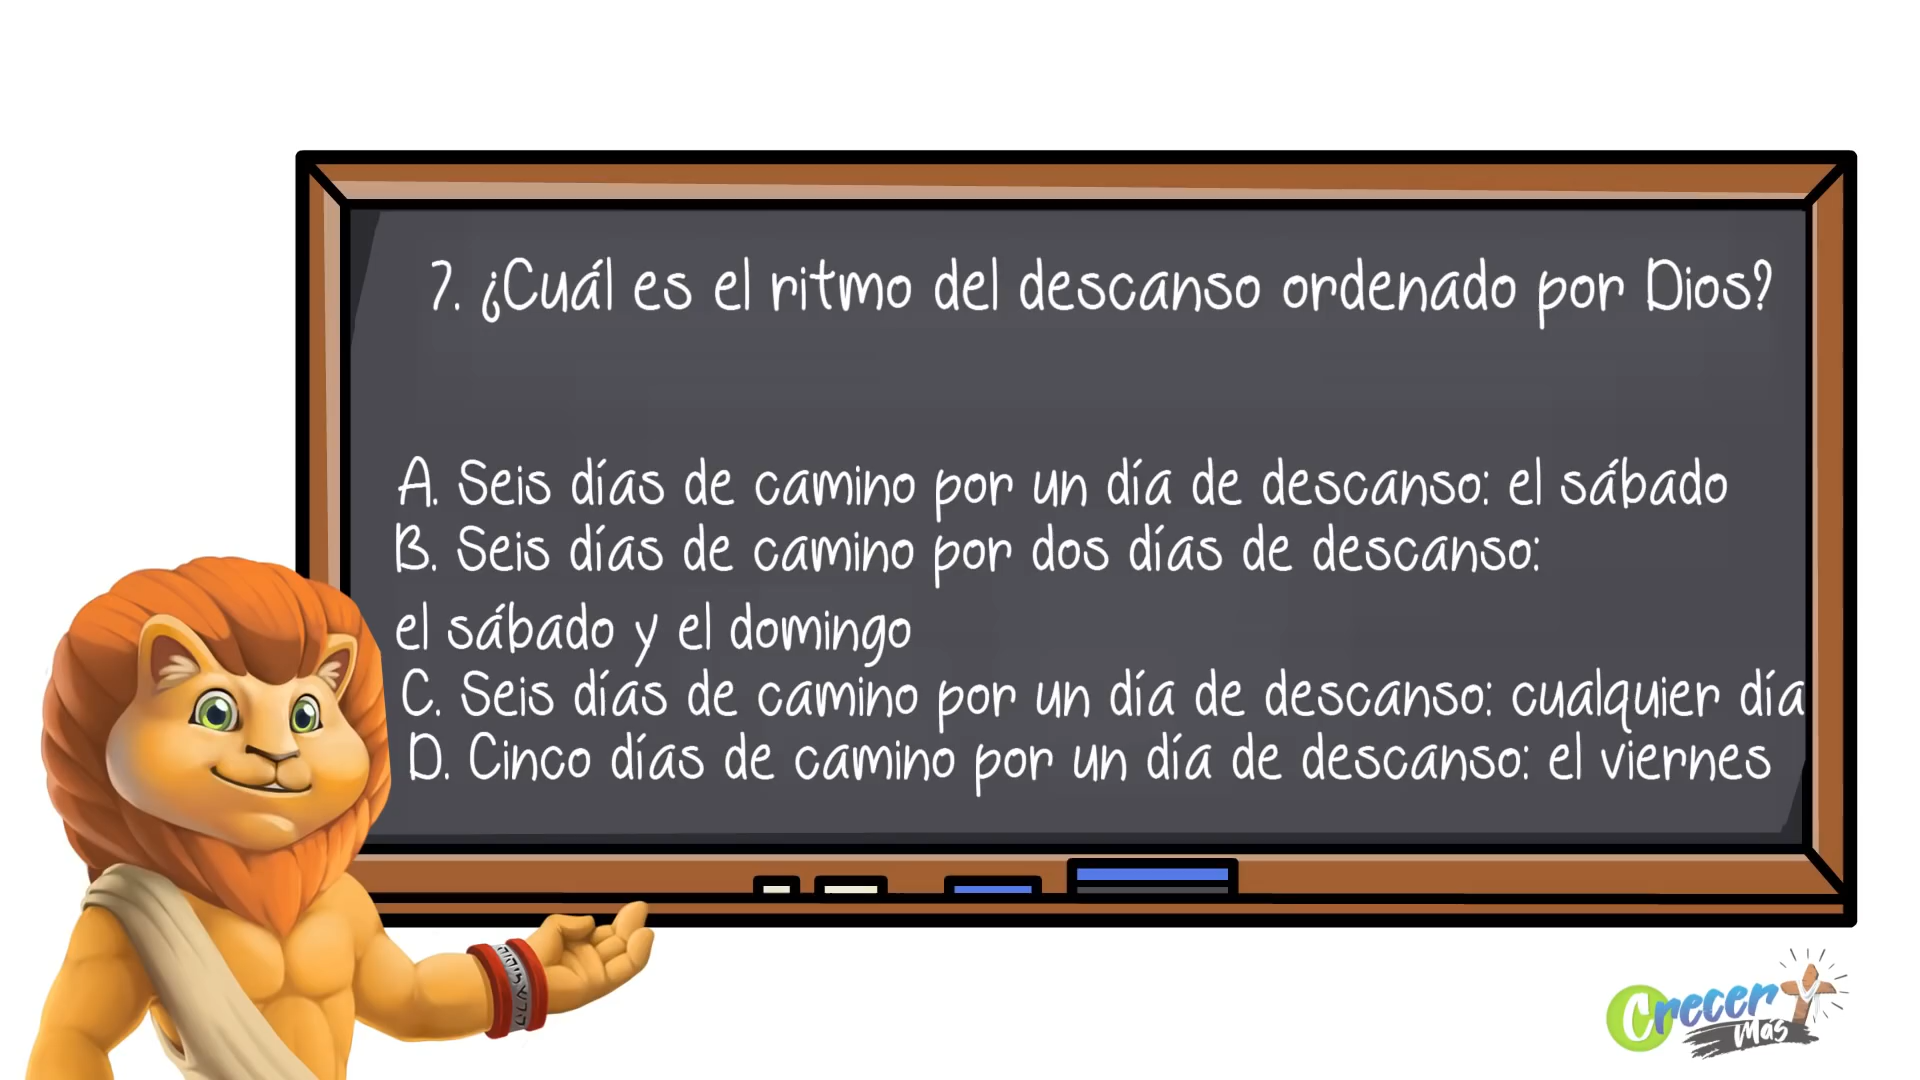 7. ¿Cuál es el ritmo del descanso ordenado por Dios?
A. Seis días de camino por un día de descanso: el sábado
B. Seis días de camino por dos días de descanso:
el sábado y el domingo
C. Seis días de camino por un día de descanso: cualquier día
D. Cinco días de camino por un día de descanso: el viernes
Crecer
Más